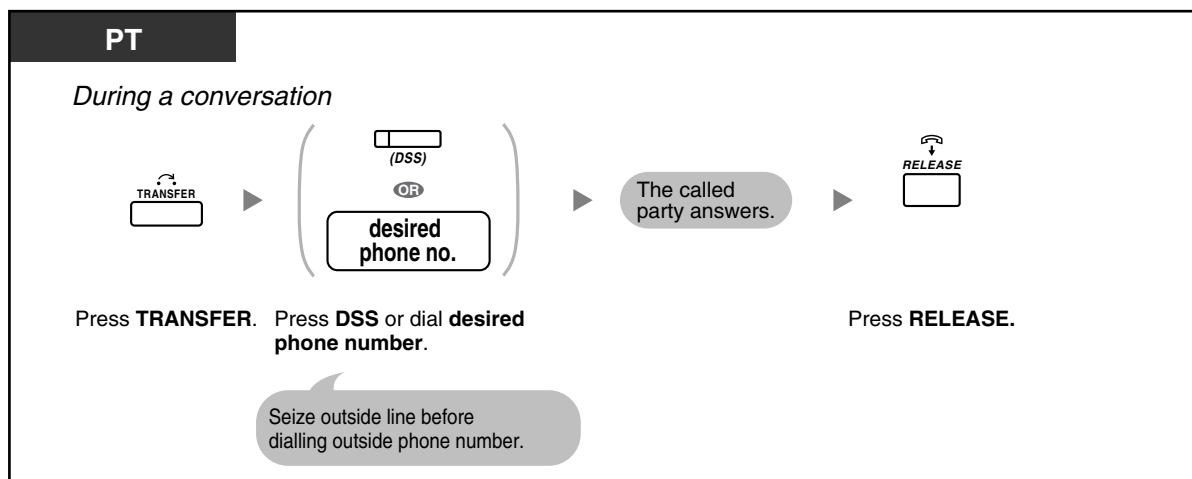 PT
During a conversation
TRANSFER
(DSS)
OR
desired
phone no.
The called
party answers.
RELEASE
Press TRANSFER.
Press DSS or dial desired
phone number.
Press RELEASE.
Seize outside line before
dialling outside phone number.